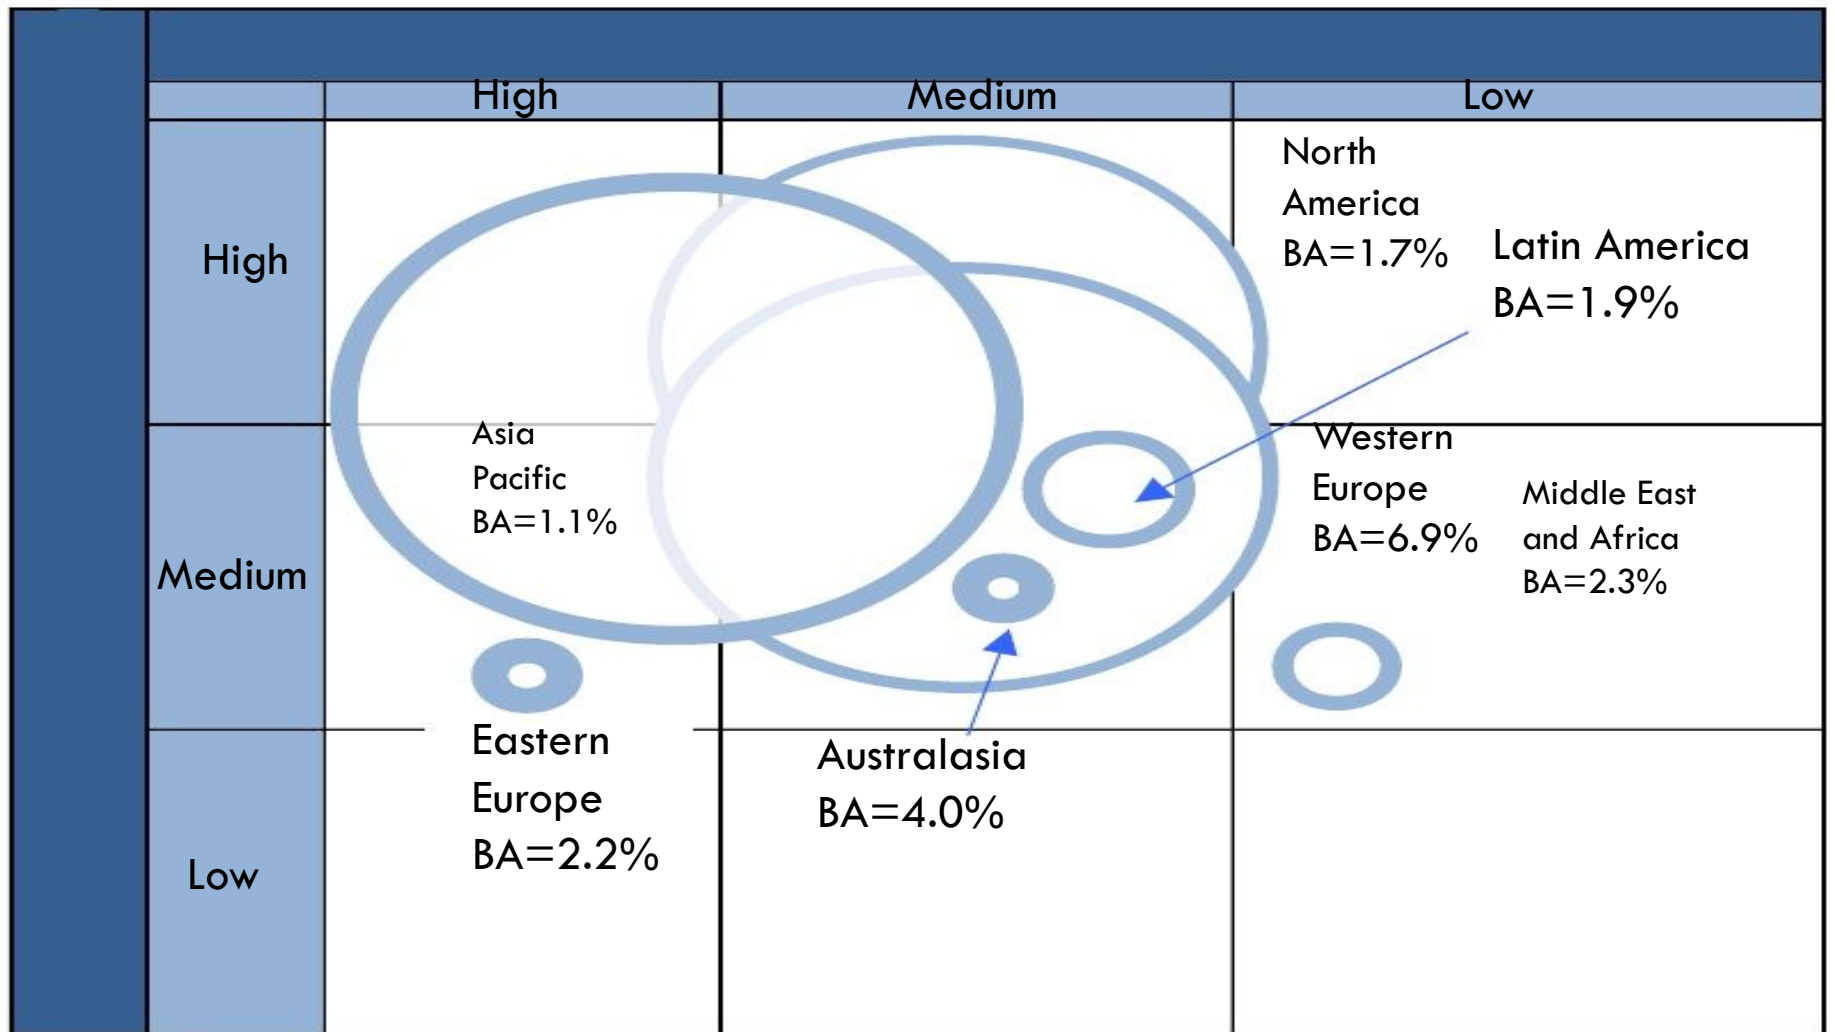 High
Medium
Low
High
North
America
BA=1.7%
Latin America
BA=1.9%
Medium
Asia
Pacific
BA=1.1%
Western
Europe
BA=6.9%
Middle East
and Africa
BA=2.3%
Low
Eastern
Europe
BA=2.2%
Australasia
BA=4.0%